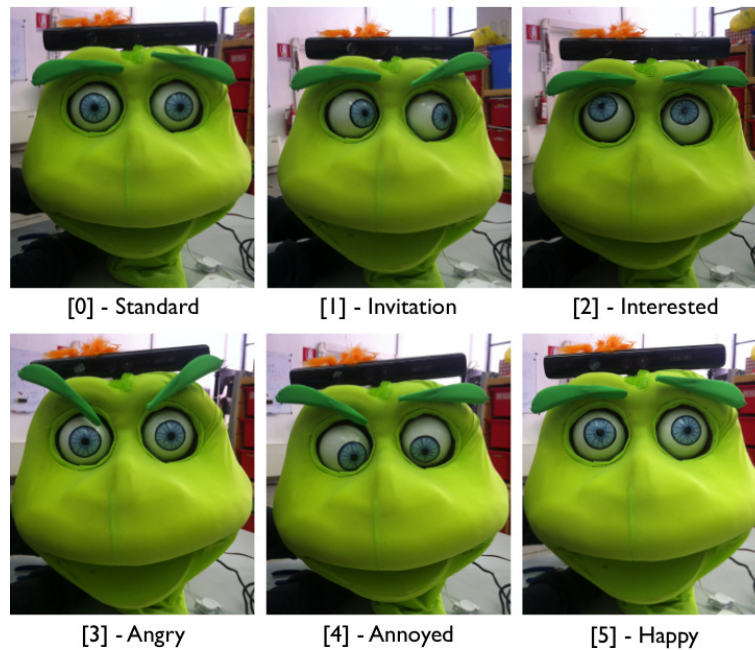 [0] - Standard
[1] - Invitation
[2] - Interested
[3] - Angry
[4] - Annoyed
[5] - Happy